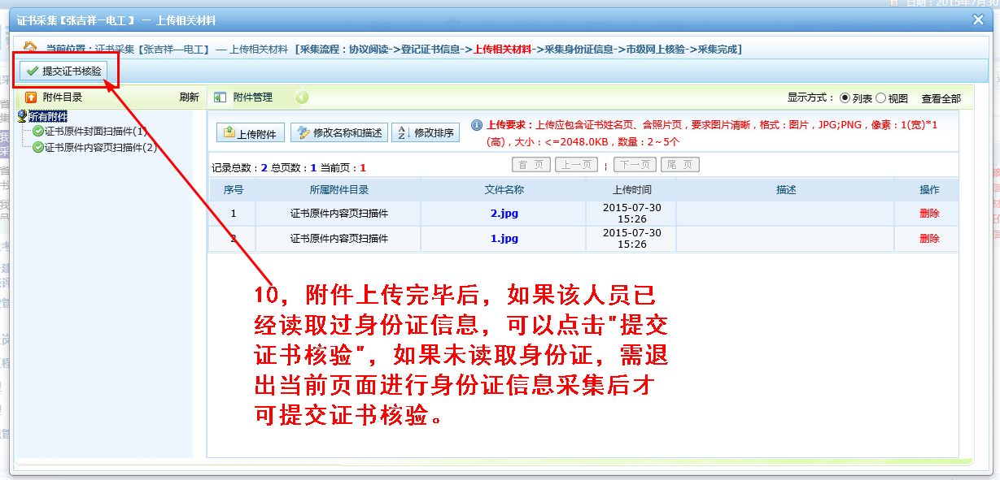 日期：2015年7月30
证书采集【张吉祥—电工】 — 上传相关材料
当前位置：证书采集【张吉祥—电工】 — 上传相关材料 [采集流程：协议阅读->登记证书信息->上传相关材料->采集身份证信息->市级网上核验->采集完成]
提交证书核验
附件目录 刷新 附件管理 显示方式： 列表 视图 查看全部
所有附件
证书原件封面扫描件(1)
证书原件内容页扫描件(2)
上传附件 修改名称和描述 修改排序 上传要求：上传应包含证书姓名页、含照片页，要求图片清晰，格式：图片，JPG;PNG，像素：1(宽)*1
(高)，大小：<=2048.0KB，数量：2~5个
记录总数：2 总页数：1 当前页：1 首 页 上一页 ¦ 下一页 尾 页
序号 所属附件目录 文件名称 上传时间 描述 操作
1 证书原件内容页扫描件 2.jpg 2015-07-30 15:26 删除
2 证书原件内容页扫描件 1.jpg 2015-07-30 15:26 删除
10，附件上传完毕后，如果该人员已
经读取过身份证信息，可以点击"提交
证书核验"，如果未读取身份证，需退
出当前页面进行身份证信息采集后才
可提交证书核验。